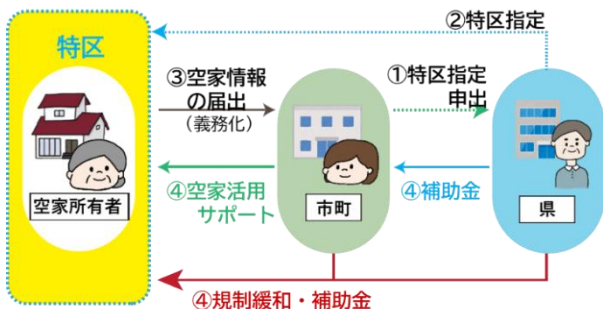 ②特区指定
特区
③空家情報
の届出
(義務化)
①特区指定
申出
空家所有者
④空家活用
サポート
市町
④補助金
県
④規制緩和・補助金